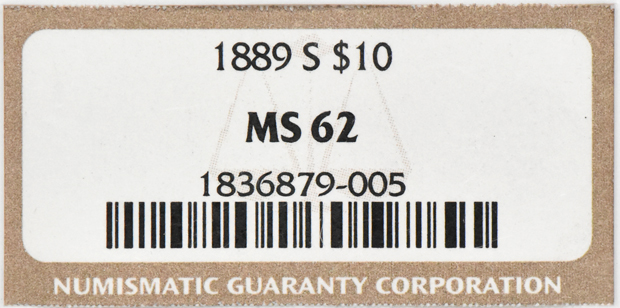 1889 S $10
MS 62
1836879-005
NUMISMATIC GUARANTY CORPORATION